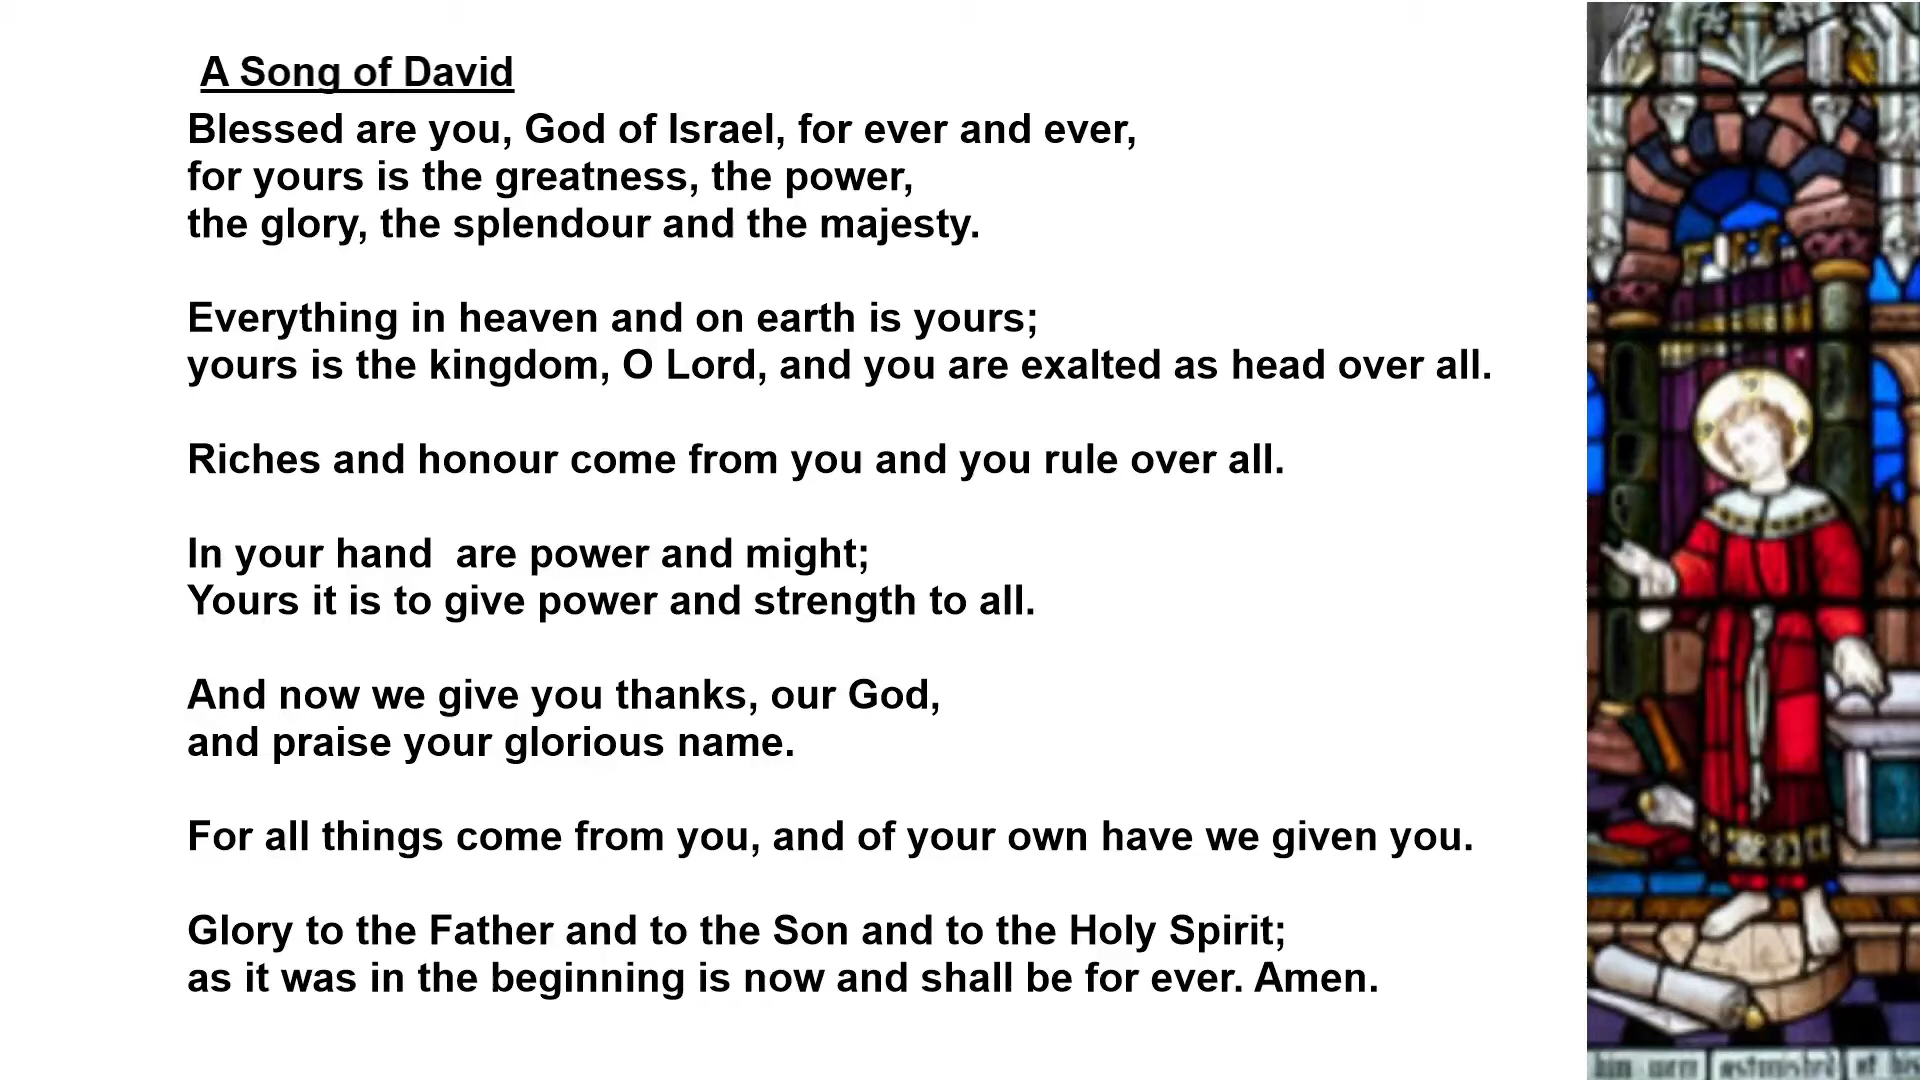 A Song of David
Blessed are you, God of Israel, for ever and ever,
for yours is the greatness, the power,
the glory, the splendour and the majesty.
Everything in heaven and on earth is yours;
yours is the kingdom, O Lord, and you are exalted as head over all.
Riches and honour come from you and you rule over all.
In your hand  are power and might;
Yours it is to give power and strength to all.
And now we give you thanks, our God,
and praise your glorious name.
For all things come from you, and of your own have we given you.
Glory to the Father and to the Son and to the Holy Spirit;
as it was in the beginning is now and shall be for ever. Amen.
him were astonished at his